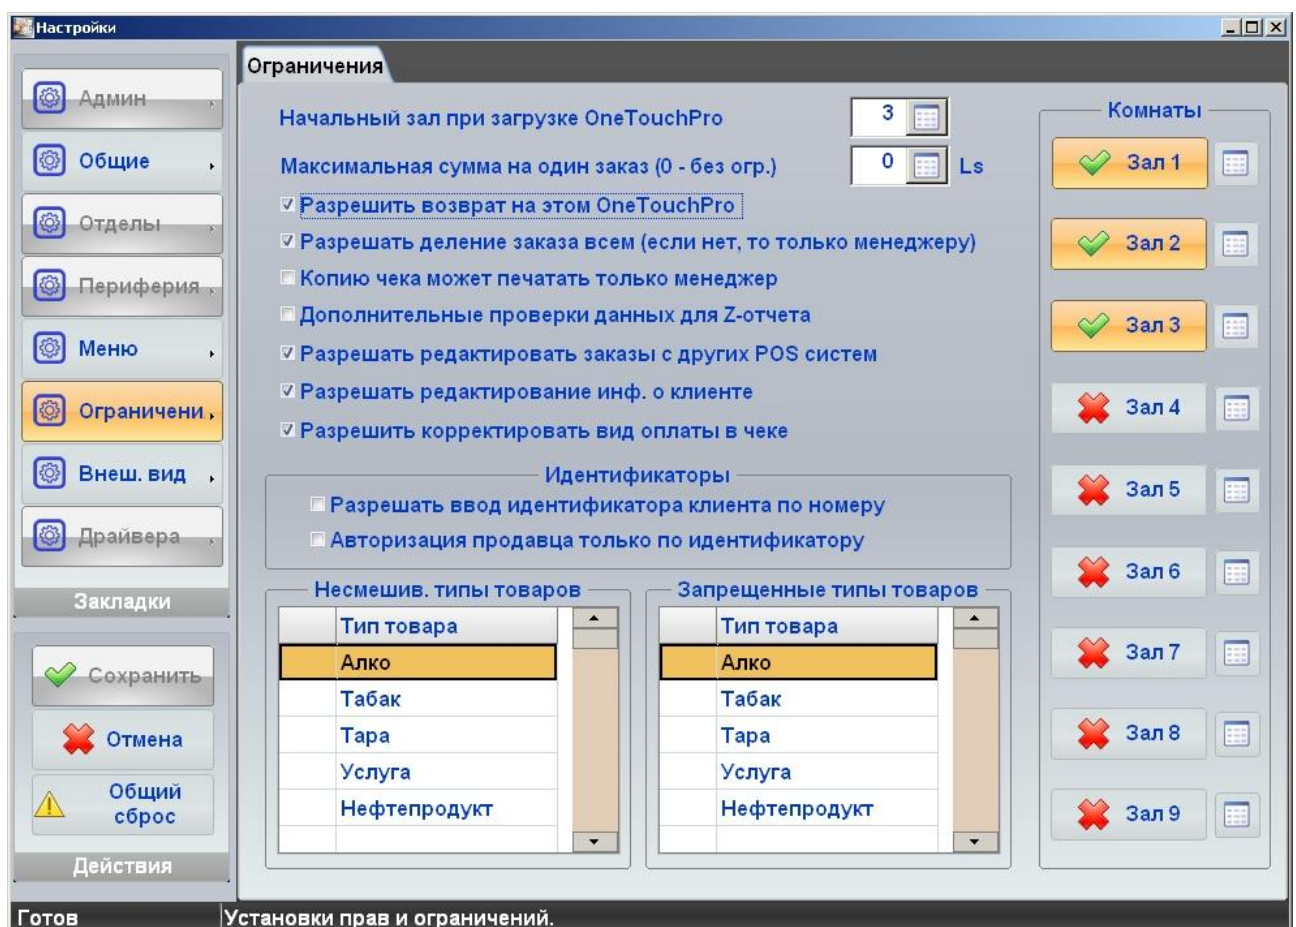 Настройки
Админ
Общие
Отделы
Периферия
Меню
Ограничени
Внеш. вид
Драйвера
Закладки
Сохранить
Отмена
Общий
сброс
Действия
Ограничения
Начальный зал при загрузке OneTouchPro 3
Максимальная сумма на один заказ (0 - без огр.) 0 Ls
Разрешить возврат на этом OneTouchPro
Разрешать деление заказа всем (если нет, то только менеджеру)
Копию чека может печатать только менеджер
Дополнительные проверки данных для Z-отчета
Разрешать редактировать заказы с других POS систем
Разрешать редактирование инф. о клиенте
Разрешить корректировать вид оплаты в чеке
Идентификаторы
Разрешать ввод идентификатора клиента по номеру
Авторизация продавца только по идентификатору
Несмешив. типы товаров
Тип товара
Алко
Табак
Тара
Услуга
Нефтепродукт
Запрещенные типы товаров
Тип товара
Алко
Табак
Тара
Услуга
Нефтепродукт
Комнаты
Зал 1
Зал 2
Зал 3
Зал 4
Зал 5
Зал 6
Зал 7
Зал 8
Зал 9
Готов
Установки прав и ограничений.